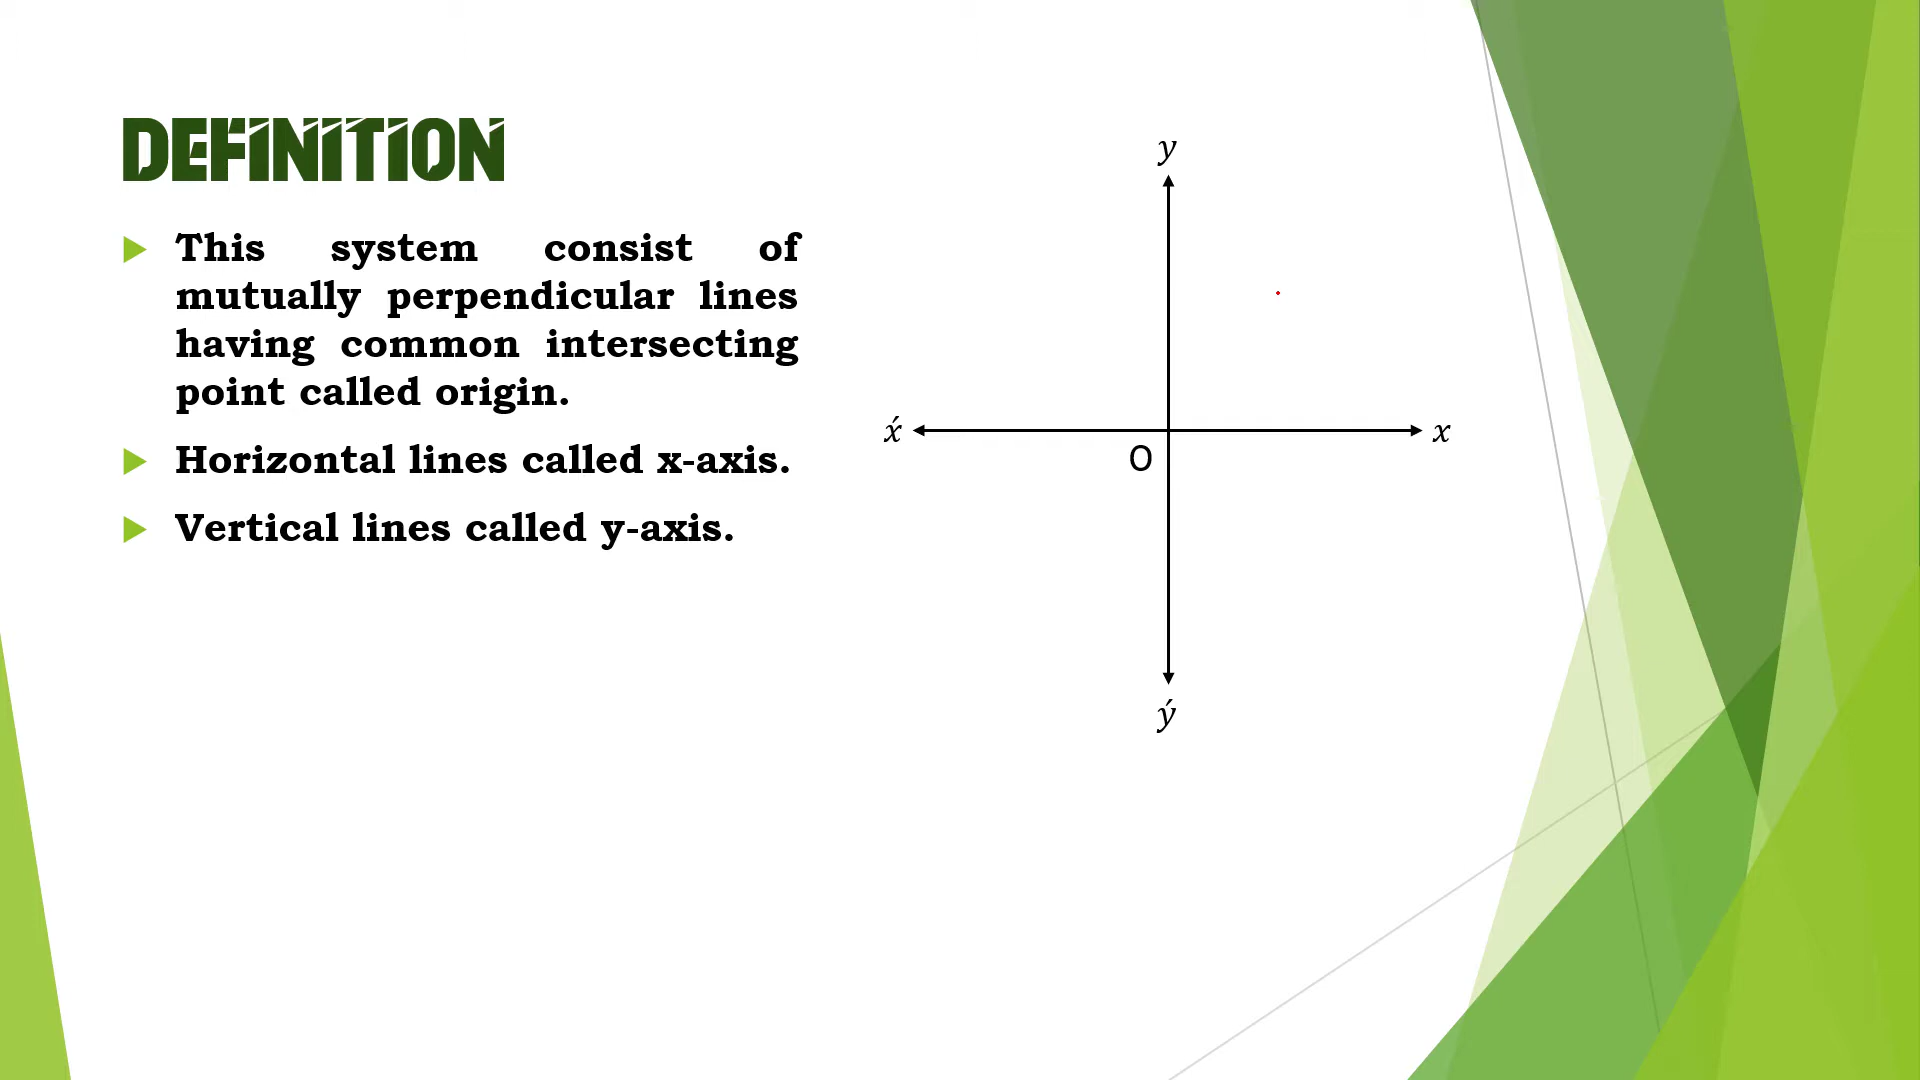 DEFINITION
This system consist of
mutually perpendicular lines
having common intersecting
point called origin.
Horizontal lines called x-axis.
Vertical lines called y-axis.
y
x́
x
O
ý